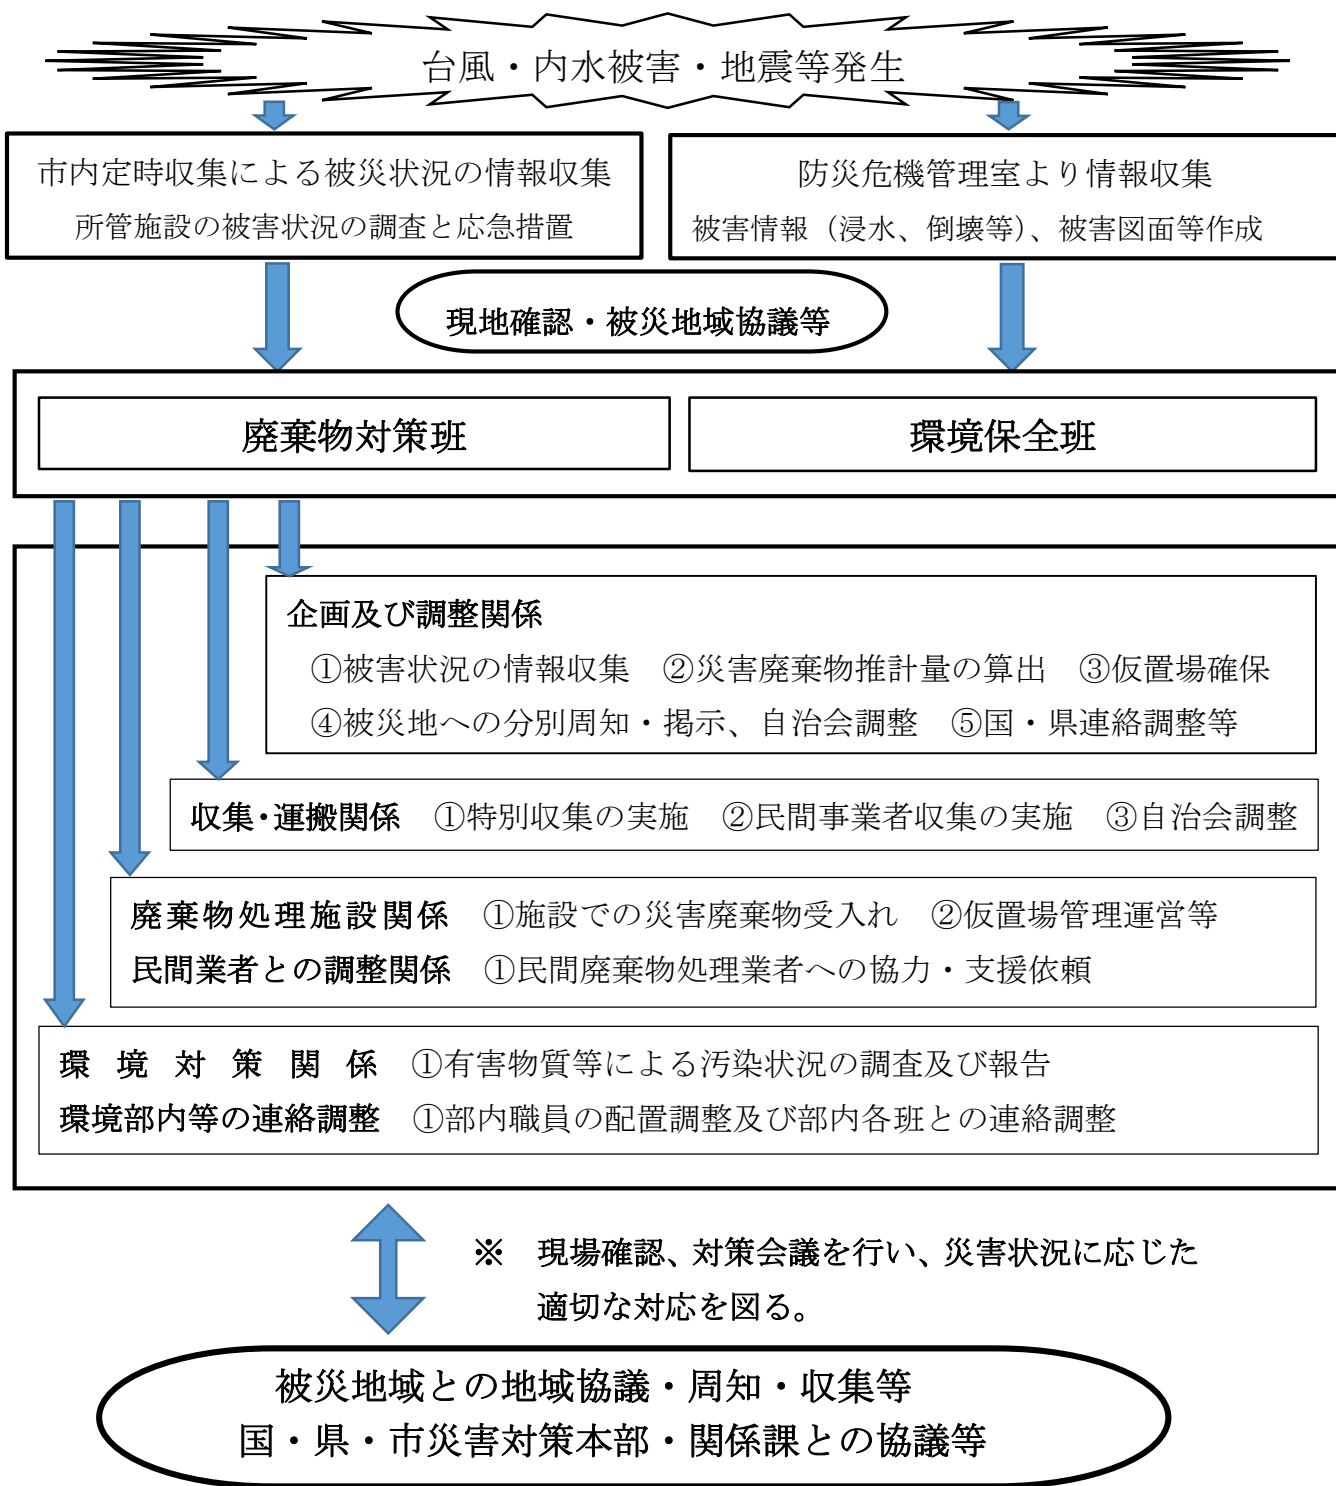 台風・内水被害・地震等発生
市内定時収集による被災状況の情報収集
所管施設の被害状況の調査と応急措置
防災危機管理室より情報収集
被害情報（浸水、倒壊等）、被害図面等作成
現地確認・被災地域協議等
廃棄物対策班
環境保全班
企画及び調整関係
①被害状況の情報収集　②災害廃棄物推計量の算出　③仮置場確保
④被災地への分別周知・掲示、自治会調整　⑤国・県連絡調整等
収集・運搬関係　①特別収集の実施　②民間事業者収集の実施　③自治会調整
廃棄物処理施設関係　①施設での災害廃棄物受入れ　②仮置場管理運営等
民間業者との調整関係　①民間廃棄物処理業者への協力・支援依頼
環　境　対　策　関　係　①有害物質等による汚染状況の調査及び報告
環境部内等の連絡調整　①部内職員の配置調整及び部内各班との連絡調整
※　現場確認、対策会議を行い、災害状況に応じた
適切な対応を図る。
被災地域との地域協議・周知・収集等
国・県・市災害対策本部・関係課との協議等